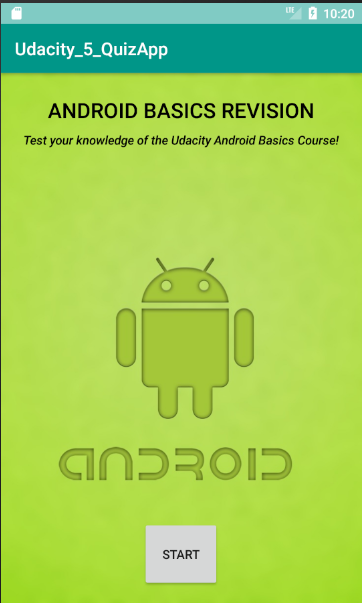 LTE 10:20
Udacity_5_QuizApp
ANDROID BASICS REVISION
Test your knowledge of the Udacity Android Basics Course!
ANDROID
START